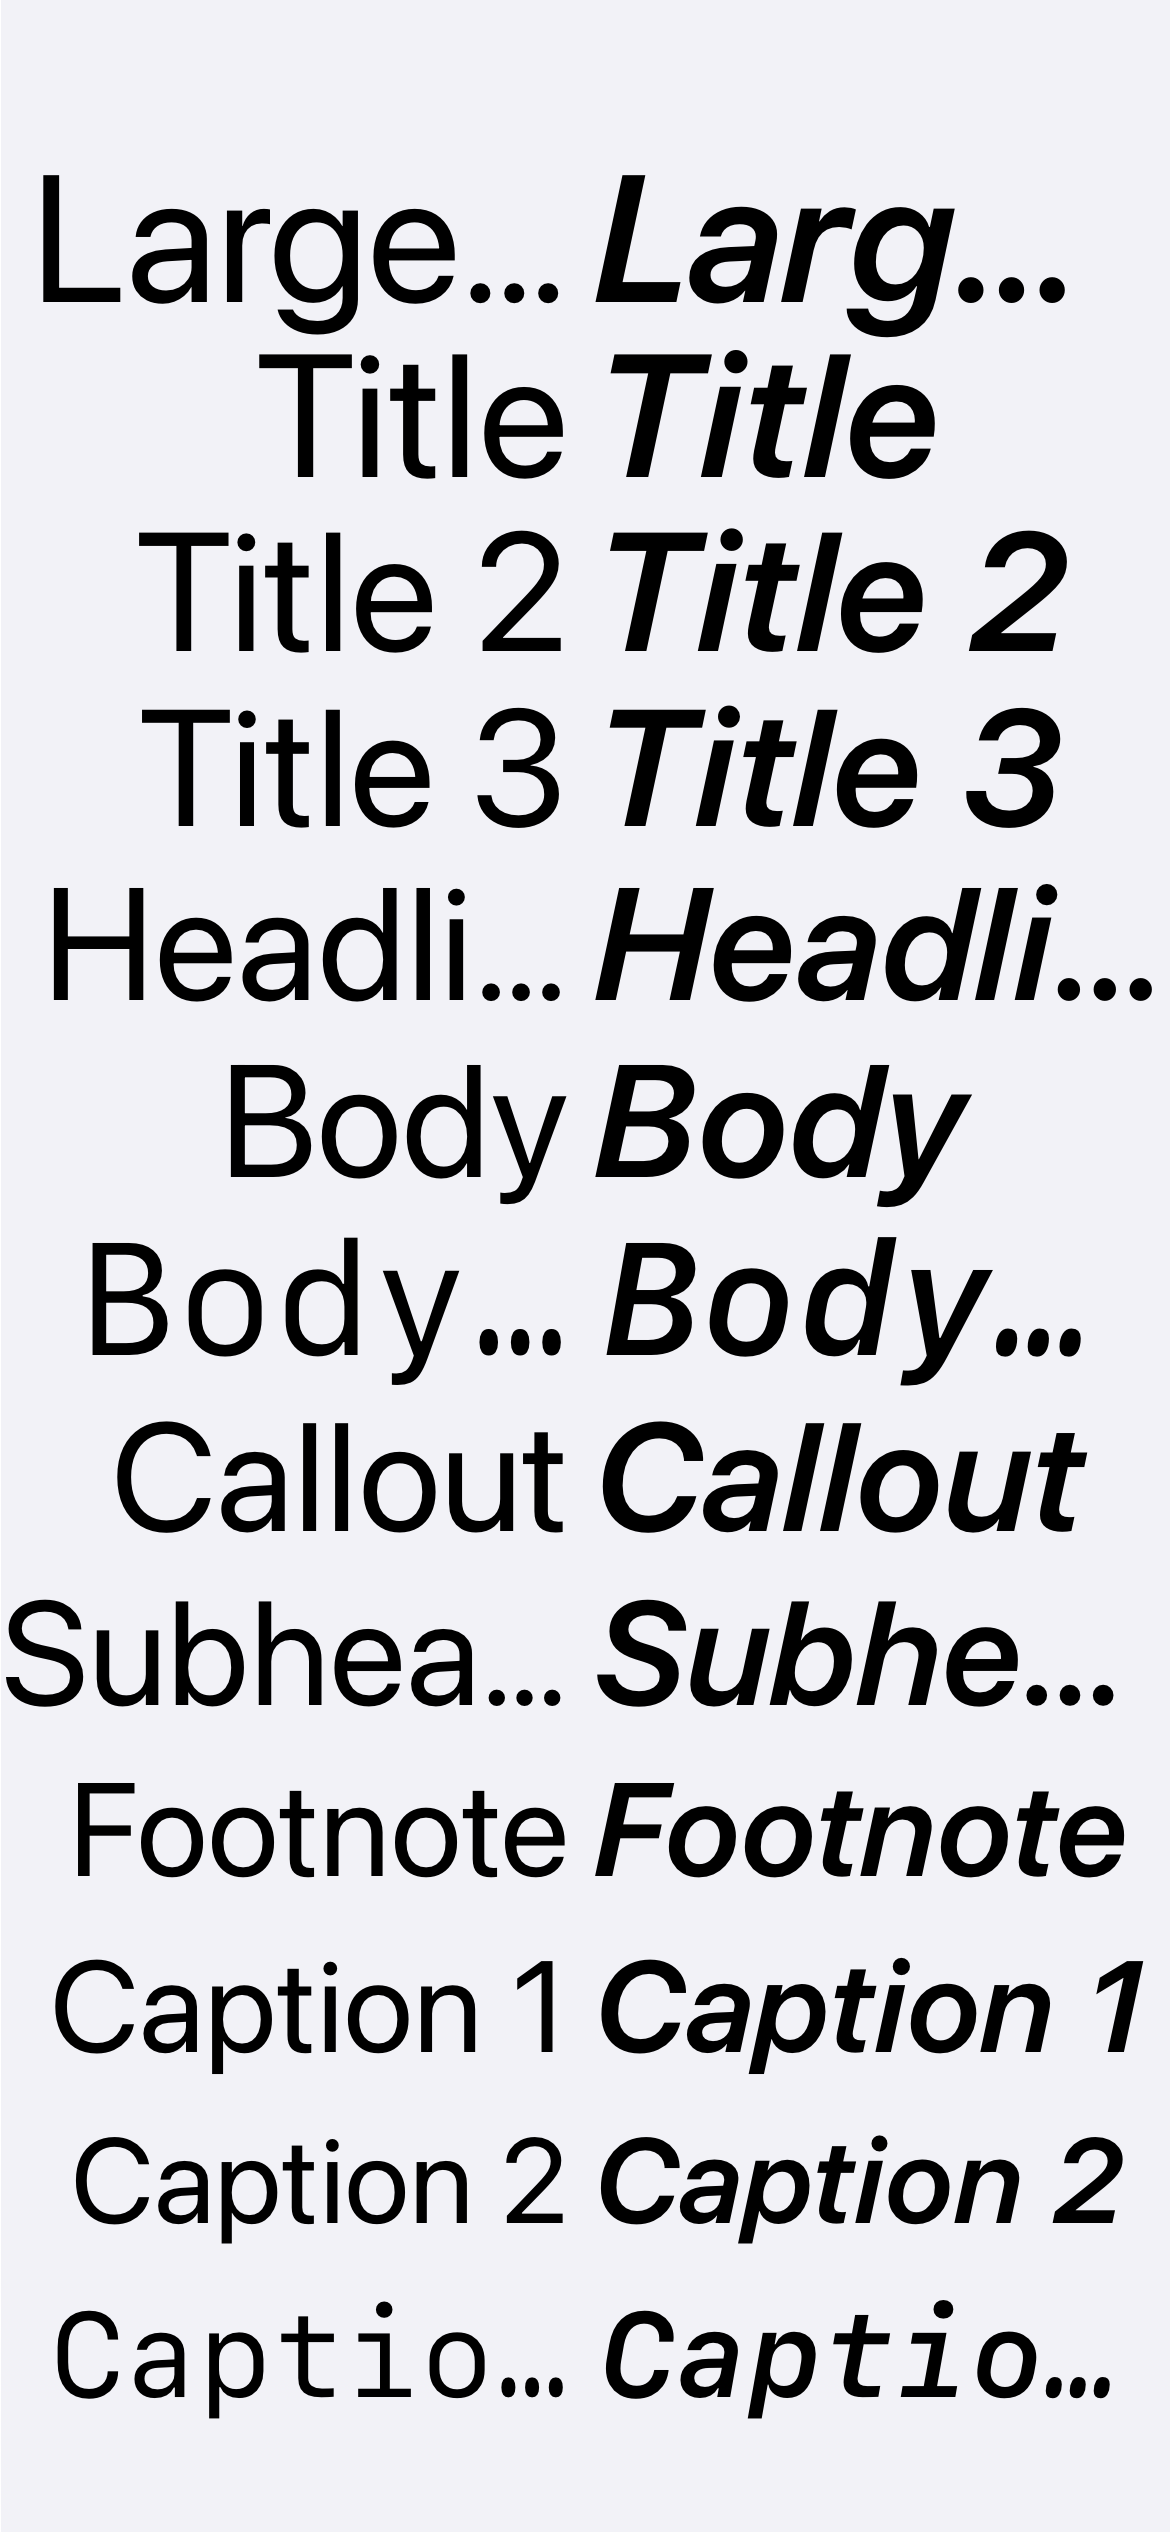 Large… Larg…
Title Title
Title 2 Title 2
Title 3 Title 3
Headli… Headli…
Body Body
Body… Body…
Callout Callout
Subhea… Subhe…
Footnote Footnote
Caption 1 Caption 1
Caption 2 Caption 2
Captio… Captio…